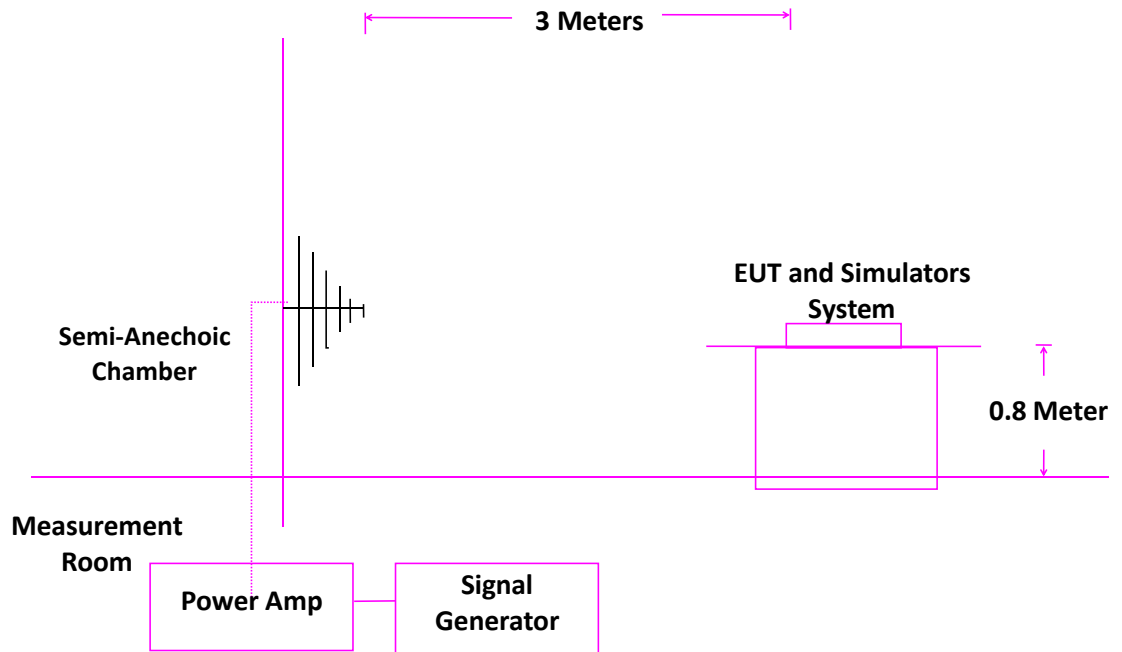 3 Meters
EUT and Simulators
System
Semi-Anechoic
Chamber
0.8 Meter
Measurement
Room
Power Amp
Signal
Generator